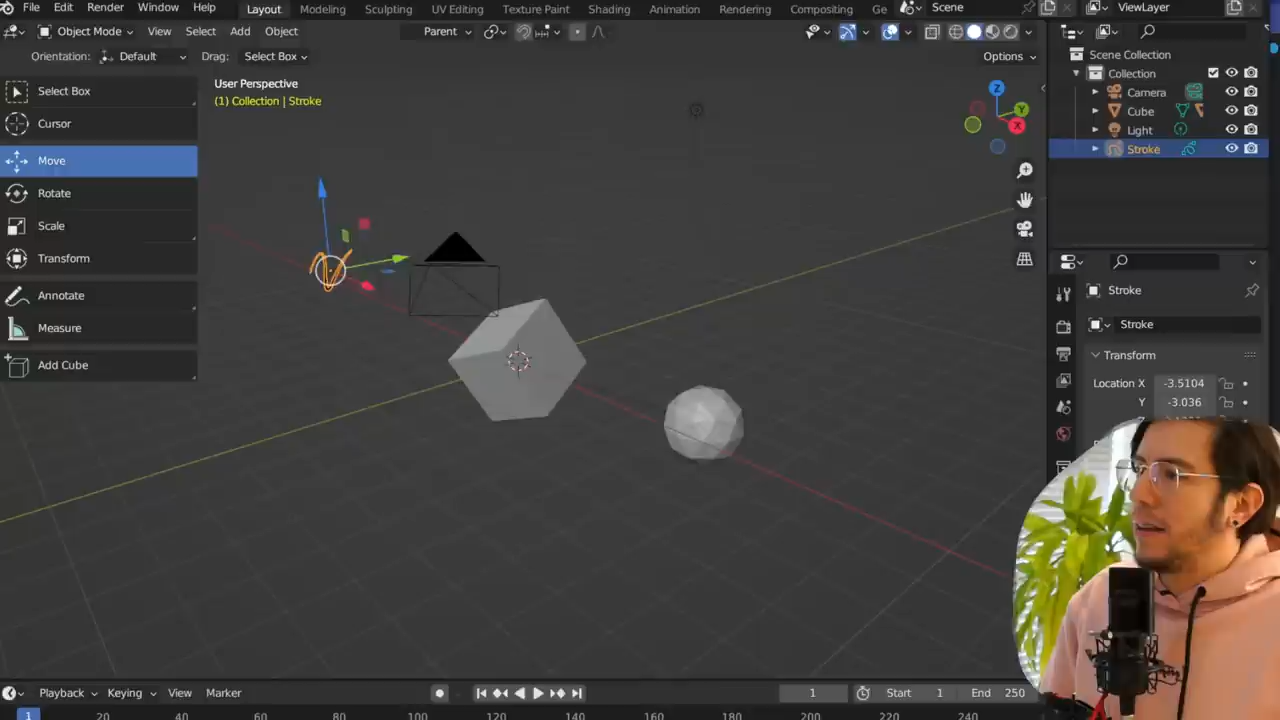 File Edit Render Window Help Layout Modeling Sculpting UV Editing Texture Paint Shading Animation Rendering Compositing Ge Scene ViewLayer
Object Mode View Select Add Object Parent
Orientation: Default Drag: Select Box Options
Scene Collection
Collection
Camera
Cube
Light
Stroke
User Perspective
(1) Collection | Stroke
Z
Y
X
Select Box
Cursor
Move
Rotate
Scale
Transform
Annotate
Measure
Add Cube
Stroke
Stroke
Transform
Location X -3.5104
Y -3.036
Playback Keying View Marker 1 Start 1 End 250
1 20 40 60 80 100 120 140 160 180 200 220 240